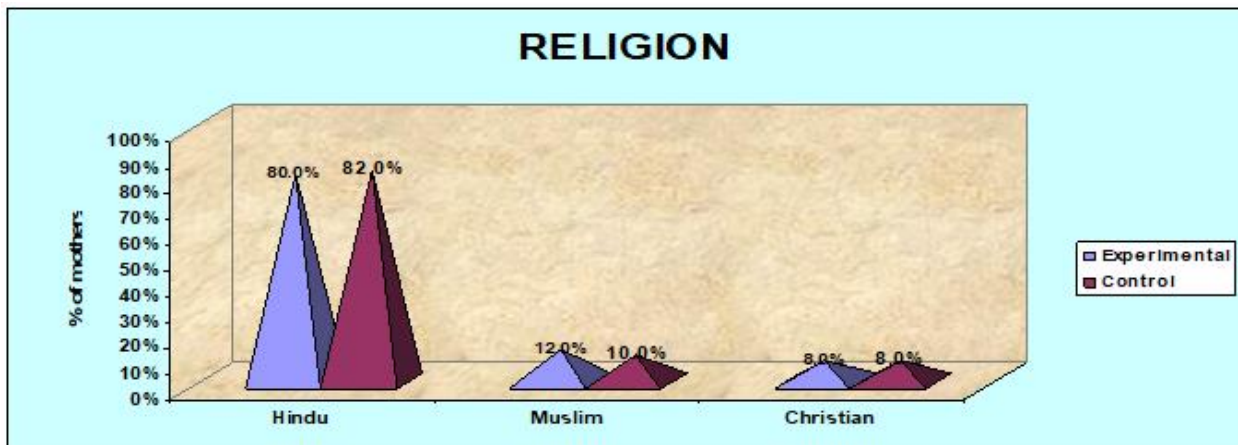 RELIGION
100%
90%
80%
70%
60%
50%
40%
30%
20%
10%
0%
% of mothers
80.0%
82.0%
12.0%
10.0%
8.0%
8.0%
Hindu
Muslim
Christian
Experimental
Control